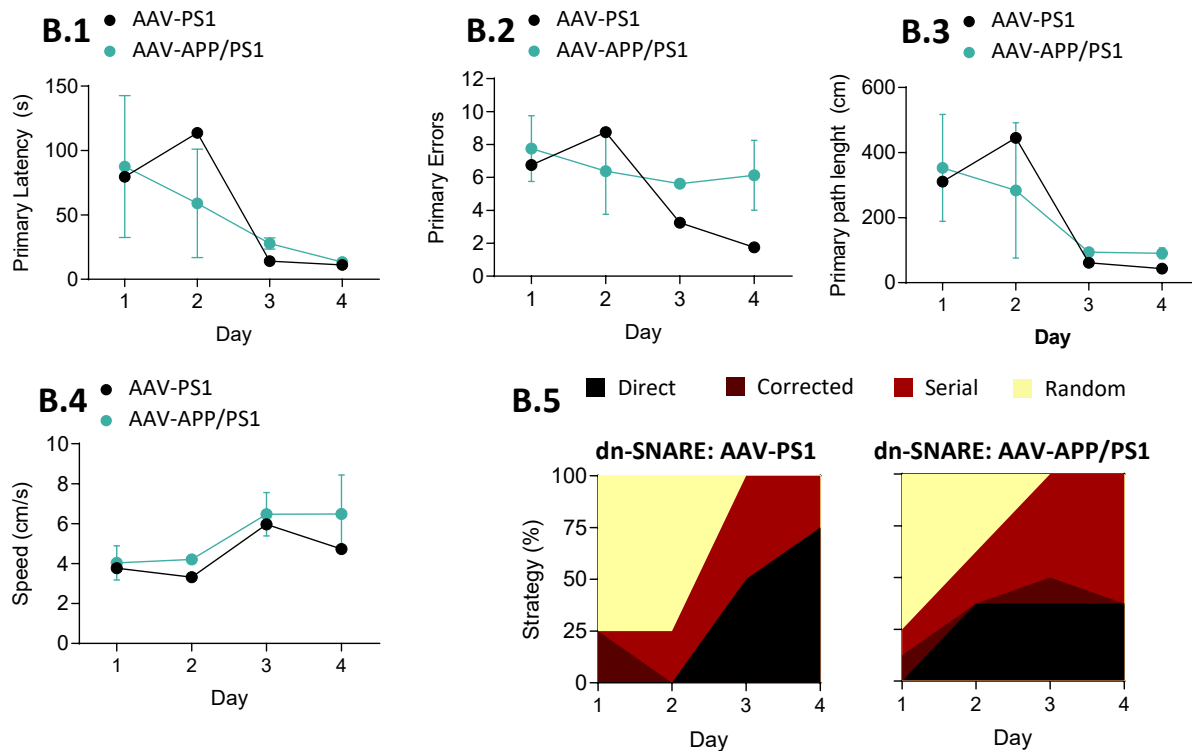 B.1
AAV-PS1
AAV-APP/PS1
Primary Latency (s)
150
100
50
0
1 2 3 4
Day
B.2
AAV-PS1
AAV-APP/PS1
Primary Errors
12
10
8
6
4
2
0
1 2 3 4
Day
B.3
AAV-PS1
AAV-APP/PS1
Primary path lenght (cm)
600
400
200
0
1 2 3 4
Day
B.4
AAV-PS1
AAV-APP/PS1
Speed (cm/s)
10
8
6
4
2
0
1 2 3 4
Day
B.5
Direct Corrected Serial Random
dn-SNARE: AAV-PS1
Strategy (%)
100
75
50
25
0
1 2 3 4
Day
dn-SNARE: AAV-APP/PS1
1 2 3 4
Day